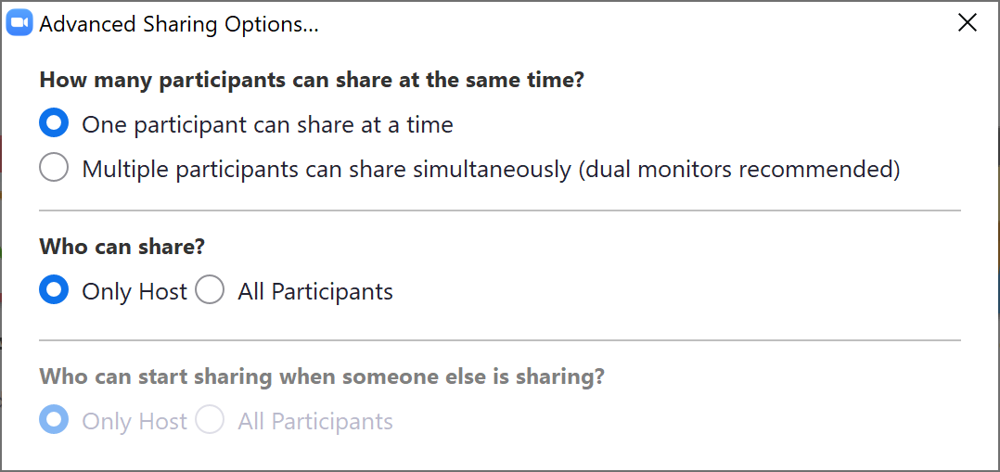 Advanced Sharing Options...
How many participants can share at the same time?
One participant can share at a time
Multiple participants can share simultaneously (dual monitors recommended)
Who can share?
Only Host All Participants
Who can start sharing when someone else is sharing?
Only Host All Participants